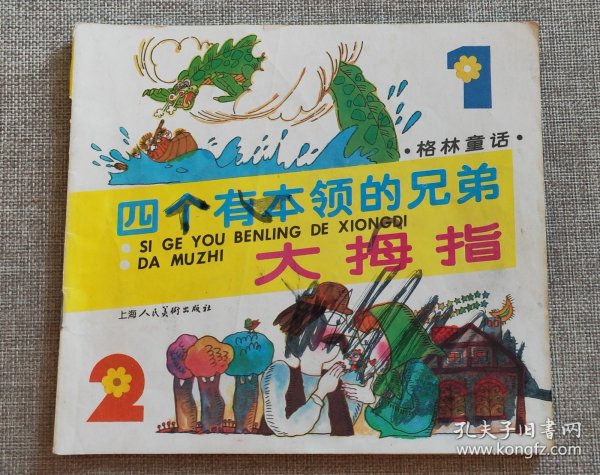 1
·格林童话·
四个有本领的兄弟
SI GE YOU BENLING DE XIONGDI
DA MUZHI
大拇指
上海人民美術出版社
2
孔夫子旧书网
kongfz.com